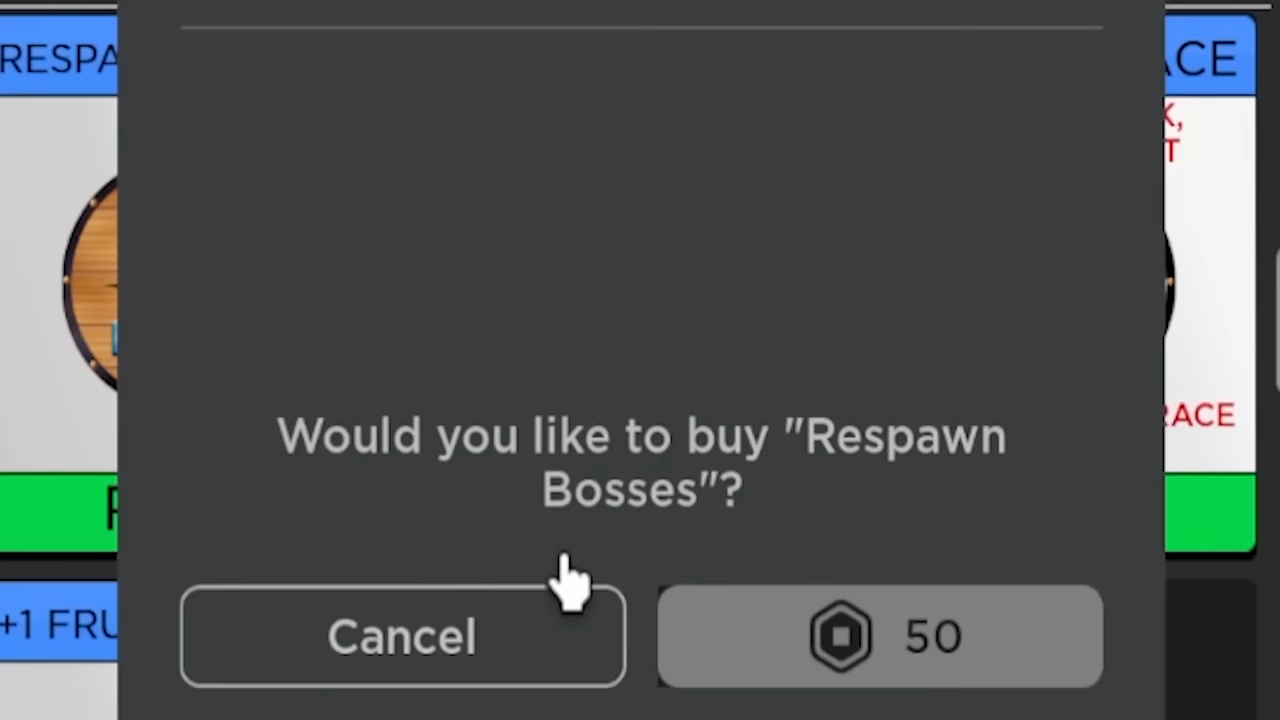 RESPA
ACE
K,
T
RACE
Would you like to buy "Respawn
Bosses"?
+1 FRU
Cancel
50